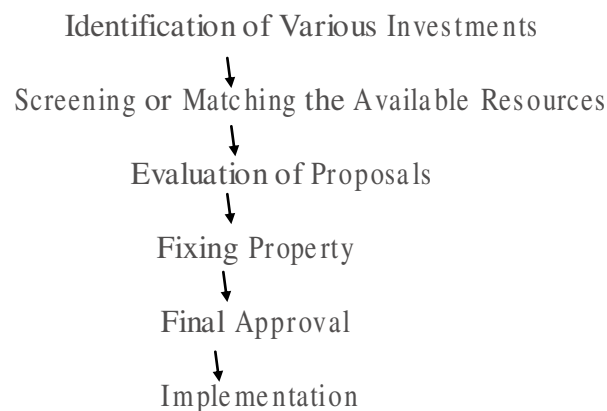 Identification of Various Investments
Screening or Matching the Available Resources
Evaluation of Proposals
Fixing Property
Final Approval
Implementation